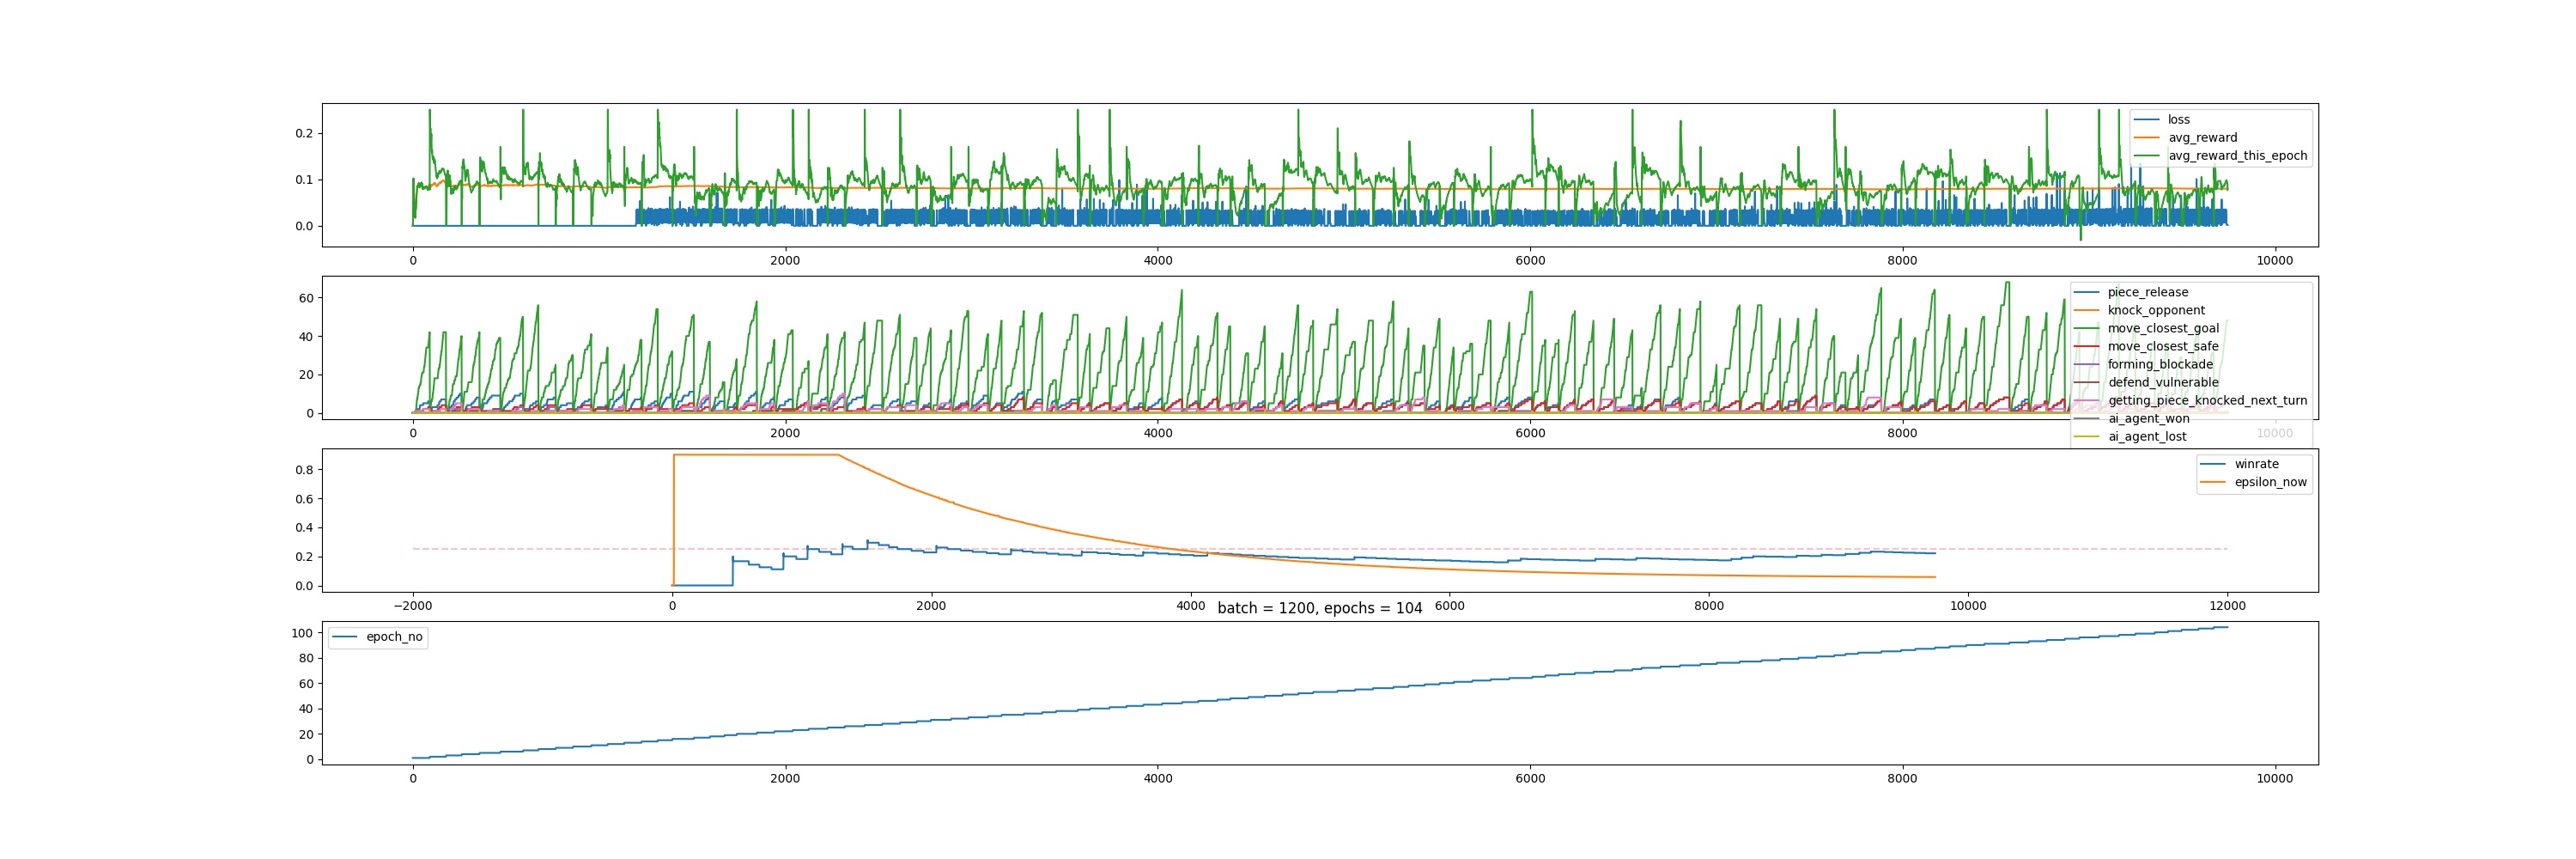 0.2
0.1
0.0
loss
avg_reward
avg_reward_this_epoch
0 2000 4000 6000 8000 10000
60
40
20
0
piece_release
knock_opponent
move_closest_goal
move_closest_safe
forming_blockade
defend_vulnerable
getting_piece_knocked_next_turn
ai_agent_won
ai_agent_lost
0 2000 4000 6000 8000 10000
0.8
0.6
0.4
0.2
0.0
winrate
epsilon_now
−2000 0 2000 4000 6000 8000 10000 12000
batch = 1200, epochs = 104
100
80
60
40
20
0
epoch_no
0 2000 4000 6000 8000 10000